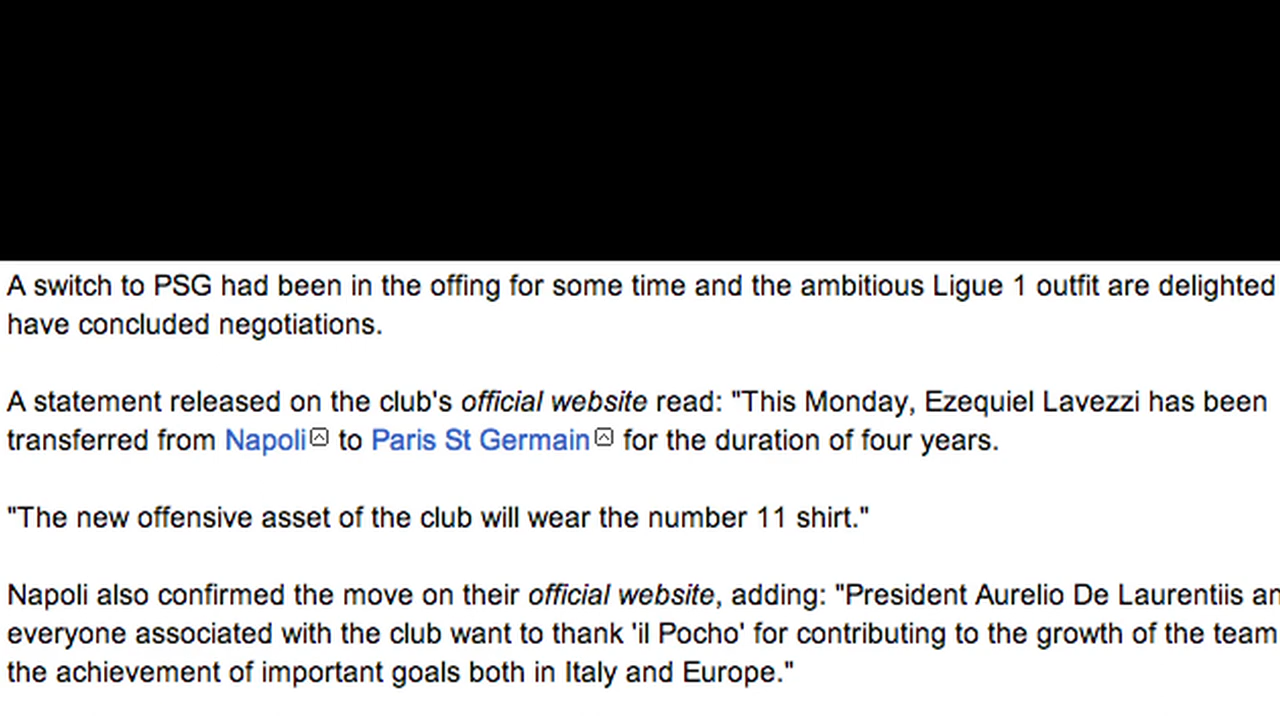 A switch to PSG had been in the offing for some time and the ambitious Ligue 1 outfit are delighted
have concluded negotiations.
A statement released on the club's official website read: "This Monday, Ezequiel Lavezzi has been
transferred from Napoli to Paris St Germain for the duration of four years.
"The new offensive asset of the club will wear the number 11 shirt."
Napoli also confirmed the move on their official website, adding: "President Aurelio De Laurentiis
everyone associated with the club want to thank 'il Pocho' for contributing to the growth of the team
the achievement of important goals both in Italy and Europe."